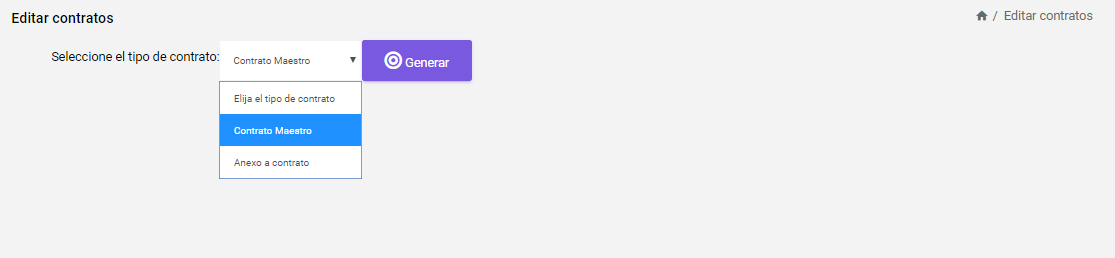 Editar contratos
/ Editar contratos
Seleccione el tipo de contrato:
Contrato Maestro
Generar
Elija el tipo de contrato
Contrato Maestro
Anexo a contrato